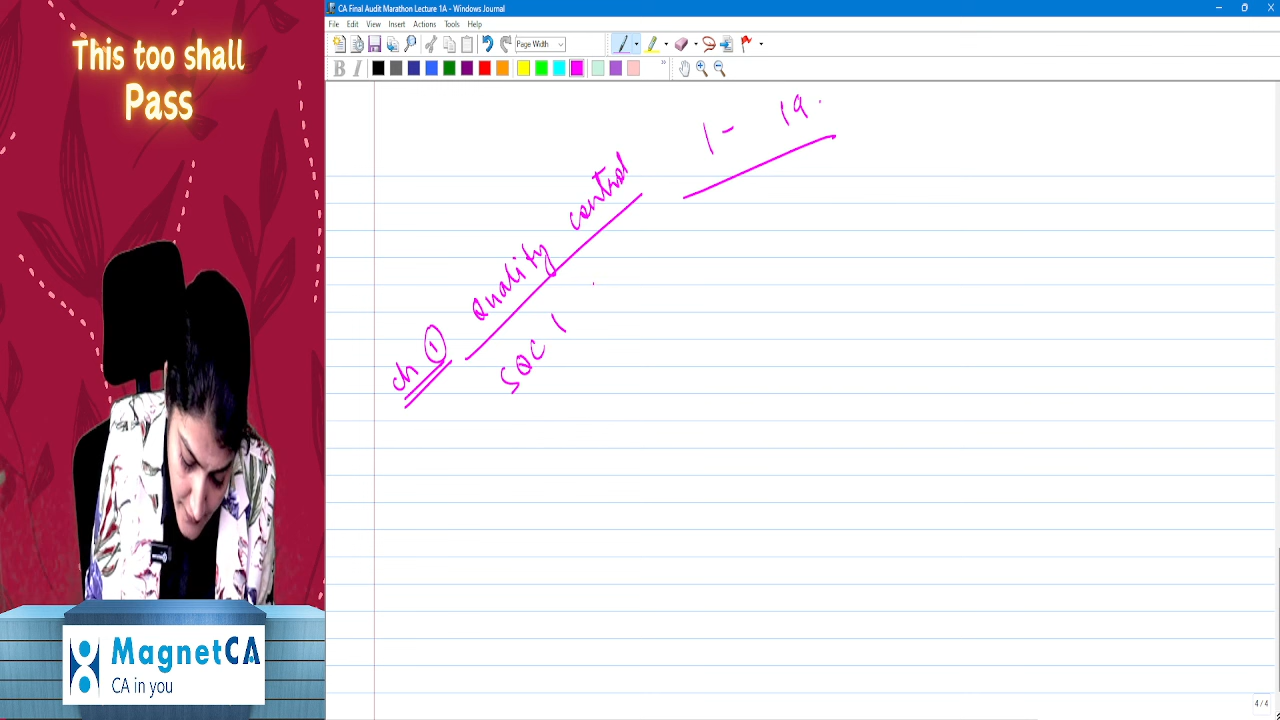 This too shall
Pass
CA Final Audit Marathon Lecture 1A - Windows Journal
File Edit View Insert Actions Tools Help
Page Width
B I
1 - 19.
Ch ① Quality control
SQC 1
MagnetCA
CA in you
4 / 4